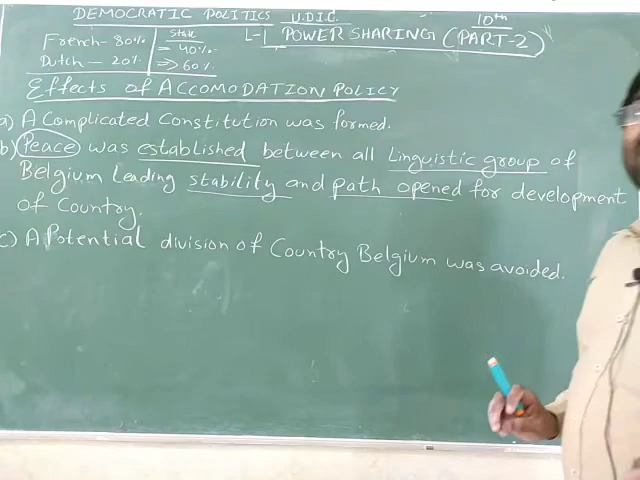 DEMOCRATIC POLITICS U.D.I.C. 10th
L-1 POWER SHARING (PART-2)
French - 80% State
= 40%
Dutch - 20% => 60%
Effects of ACCOMODATION POLICY
a) A Complicated Constitution was formed.
b) Peace was established between all Linguistic group of
Belgium Leading stability and path opened for development
of Country.
c) A Potential division of Country Belgium was avoided.